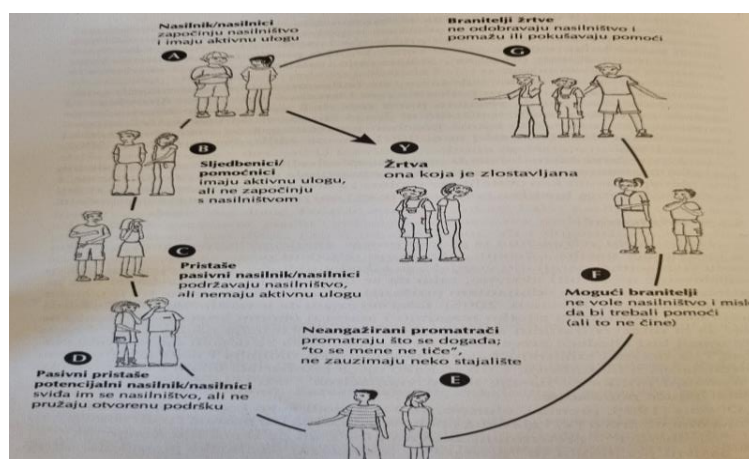 Nasilnik/nasilnici
započinju nasilništvo
i imaju aktivnu ulogu
A
Branitelji žrtve
ne odobravaju nasilništvo i
pomažu ili pokušavaju pomoći
G
B
Sljedbenici/
pomoćnici
imaju aktivnu ulogu,
ali ne započinju
s nasilništvom
Y
Žrtva
ona koja je zlostavljana
C
Pristaše
pasivni nasilnik/nasilnici
podržavaju nasilništvo,
ali nemaju aktivnu ulogu
F
Mogući branitelji
ne vole nasilništvo i misl
da bi trebali pomoći
(ali to ne čine)
D
Pasivni pristaše
potencijalni nasilnik/nasilnici
sviđa im se nasilništvo, ali ne
pružaju otvorenu podršku
Neangažirani promatrači
promatraju što se događa;
"to se mene ne tiče",
ne zauzimaju neko stajalište
E